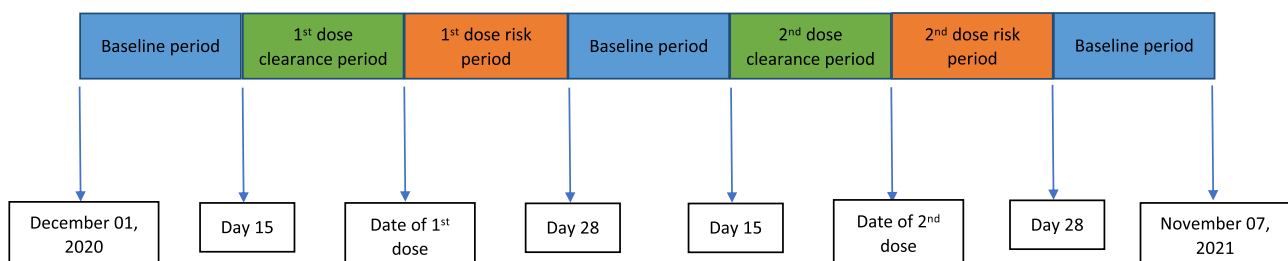 Baseline period
1st dose
clearance period
1st dose risk
period
Baseline period
2nd dose
clearance period
2nd dose risk
period
Baseline period
December 01,
2020
Day 15
Date of 1st
dose
Day 28
Day 15
Date of 2nd
dose
Day 28
November 07,
2021